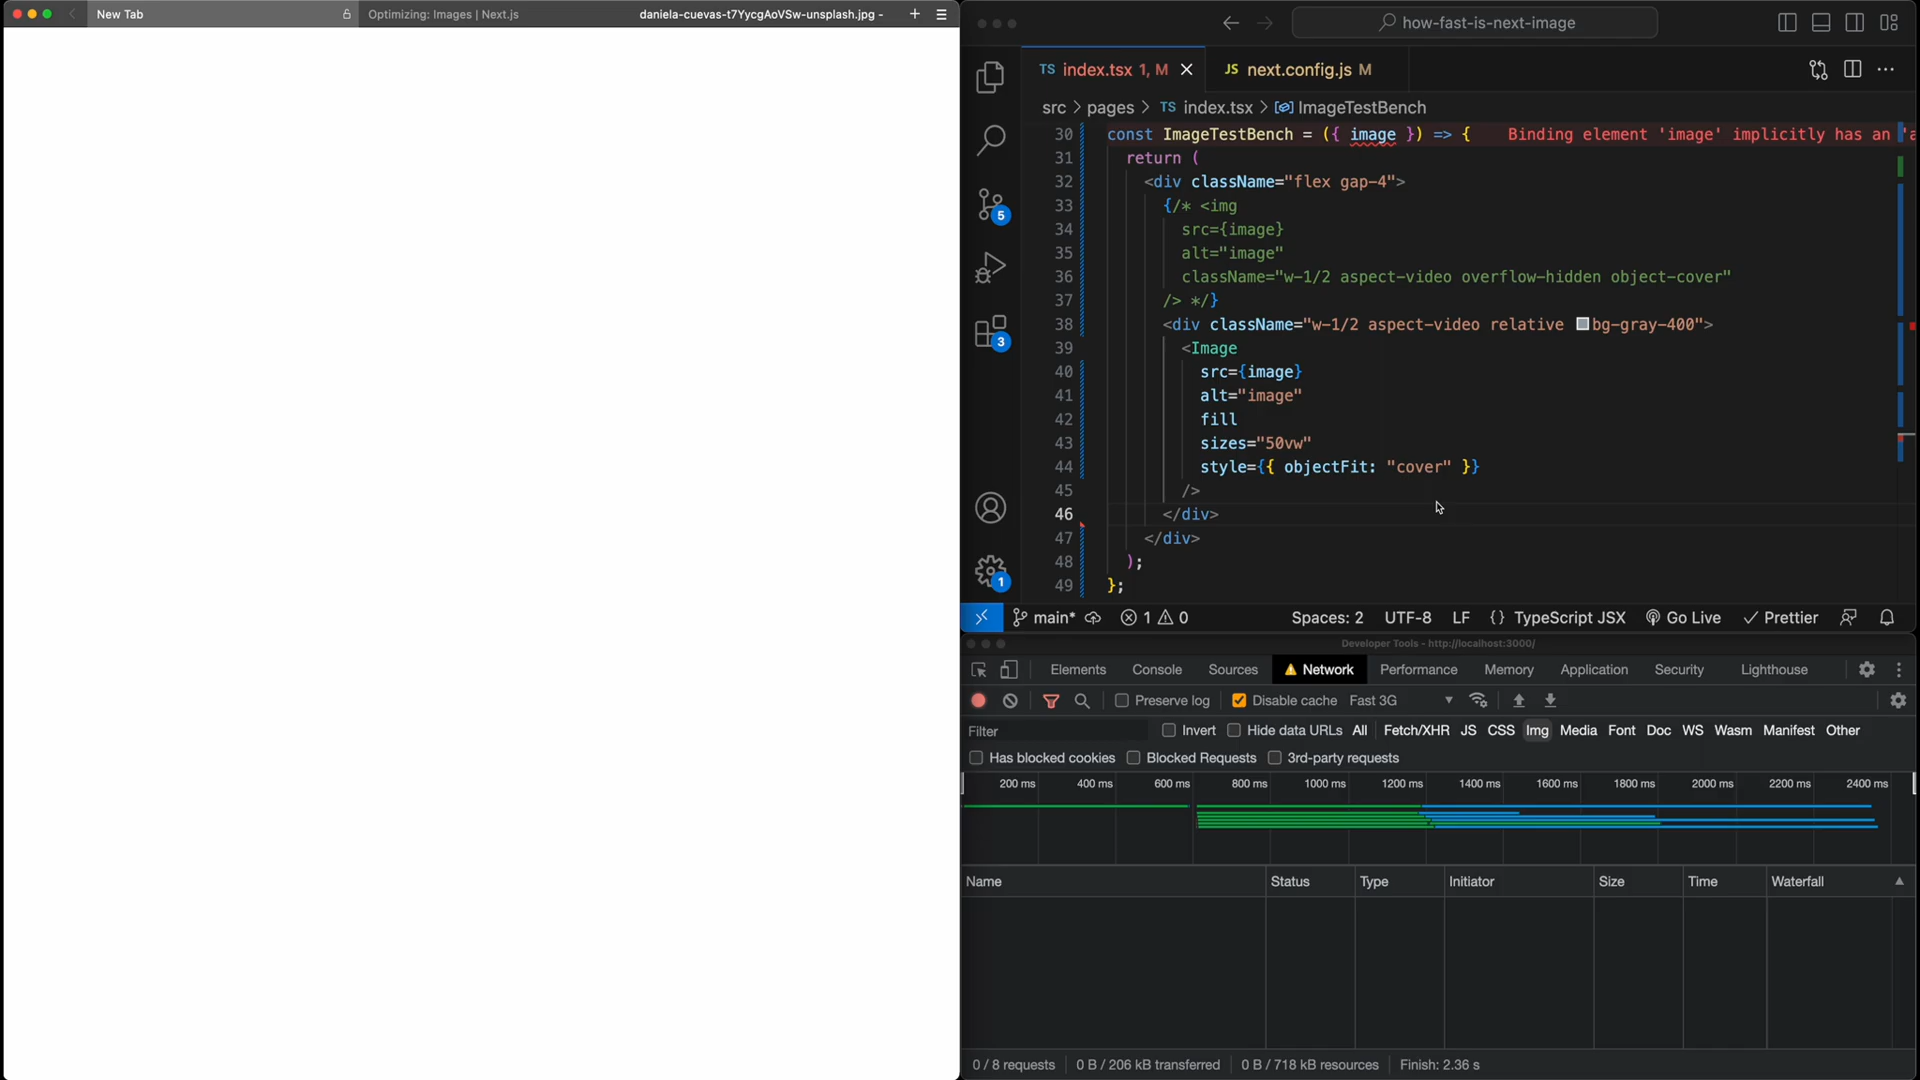 New Tab
Optimizing: Images | Next.js
daniela-cuevas-t7YycgAoVSw-unsplash.jpg -
how-fast-is-next-image
TS index.tsx 1, M
JS next.config.js M
src > pages > TS index.tsx > ImageTestBench
30 const ImageTestBench = ({ image }) => { Binding element 'image' implicitly has an 'a
31 return (
32 <div className="flex gap-4">
33 {/* <img
34 src={image}
35 alt="image"
36 className="w-1/2 aspect-video overflow-hidden object-cover"
37 /> */}
38 <div className="w-1/2 aspect-video relative bg-gray-400">
39 <Image
40 src={image}
41 alt="image"
42 fill
43 sizes="50vw"
44 style={{ objectFit: "cover" }}
45 />
46 </div>
47 </div>
48 );
49 };
5
3
1
main* 1 0 Spaces: 2 UTF-8 LF {} TypeScript JSX Go Live Prettier
Developer Tools - http://localhost:3000/
Elements Console Sources Network Performance Memory Application Security Lighthouse
Preserve log Disable cache Fast 3G
Filter Invert Hide data URLs All Fetch/XHR JS CSS Img Media Font Doc WS Wasm Manifest Other
Has blocked cookies Blocked Requests 3rd-party requests
200 ms 400 ms 600 ms 800 ms 1000 ms 1200 ms 1400 ms 1600 ms 1800 ms 2000 ms 2200 ms 2400 ms
Name Status Type Initiator Size Time Waterfall
0 / 8 requests 0 B / 206 kB transferred 0 B / 718 kB resources Finish: 2.36 s